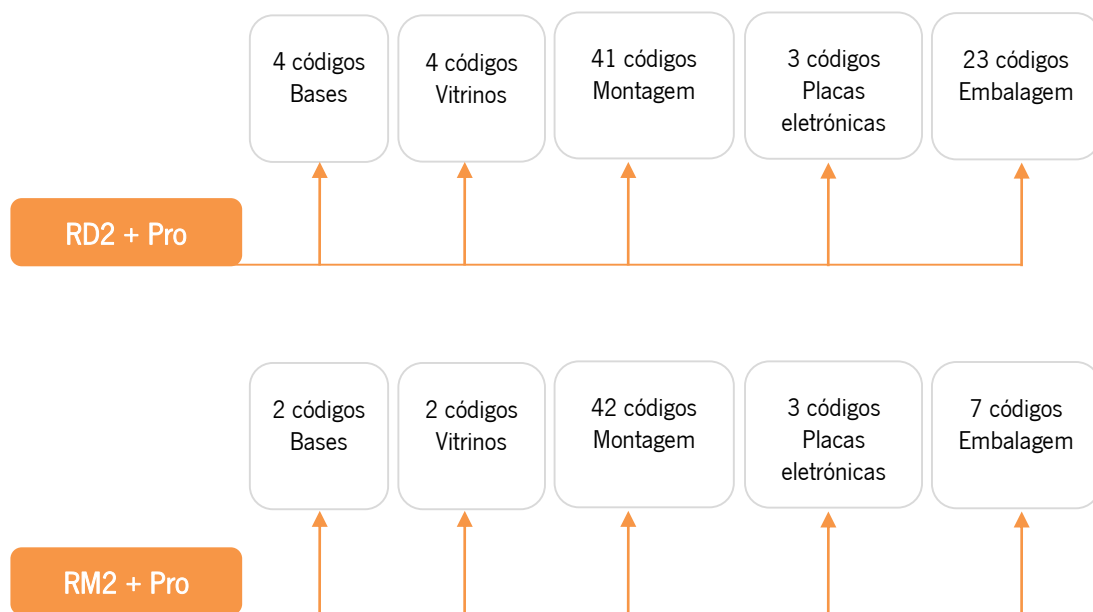 4 códigos
Bases
4 códigos
Vitrinos
41 códigos
Montagem
3 códigos
Placas
eletrónicas
23 códigos
Embalagem
RD2 + Pro
2 códigos
Bases
2 códigos
Vitrinos
42 códigos
Montagem
3 códigos
Placas
eletrónicas
7 códigos
Embalagem
RM2 + Pro